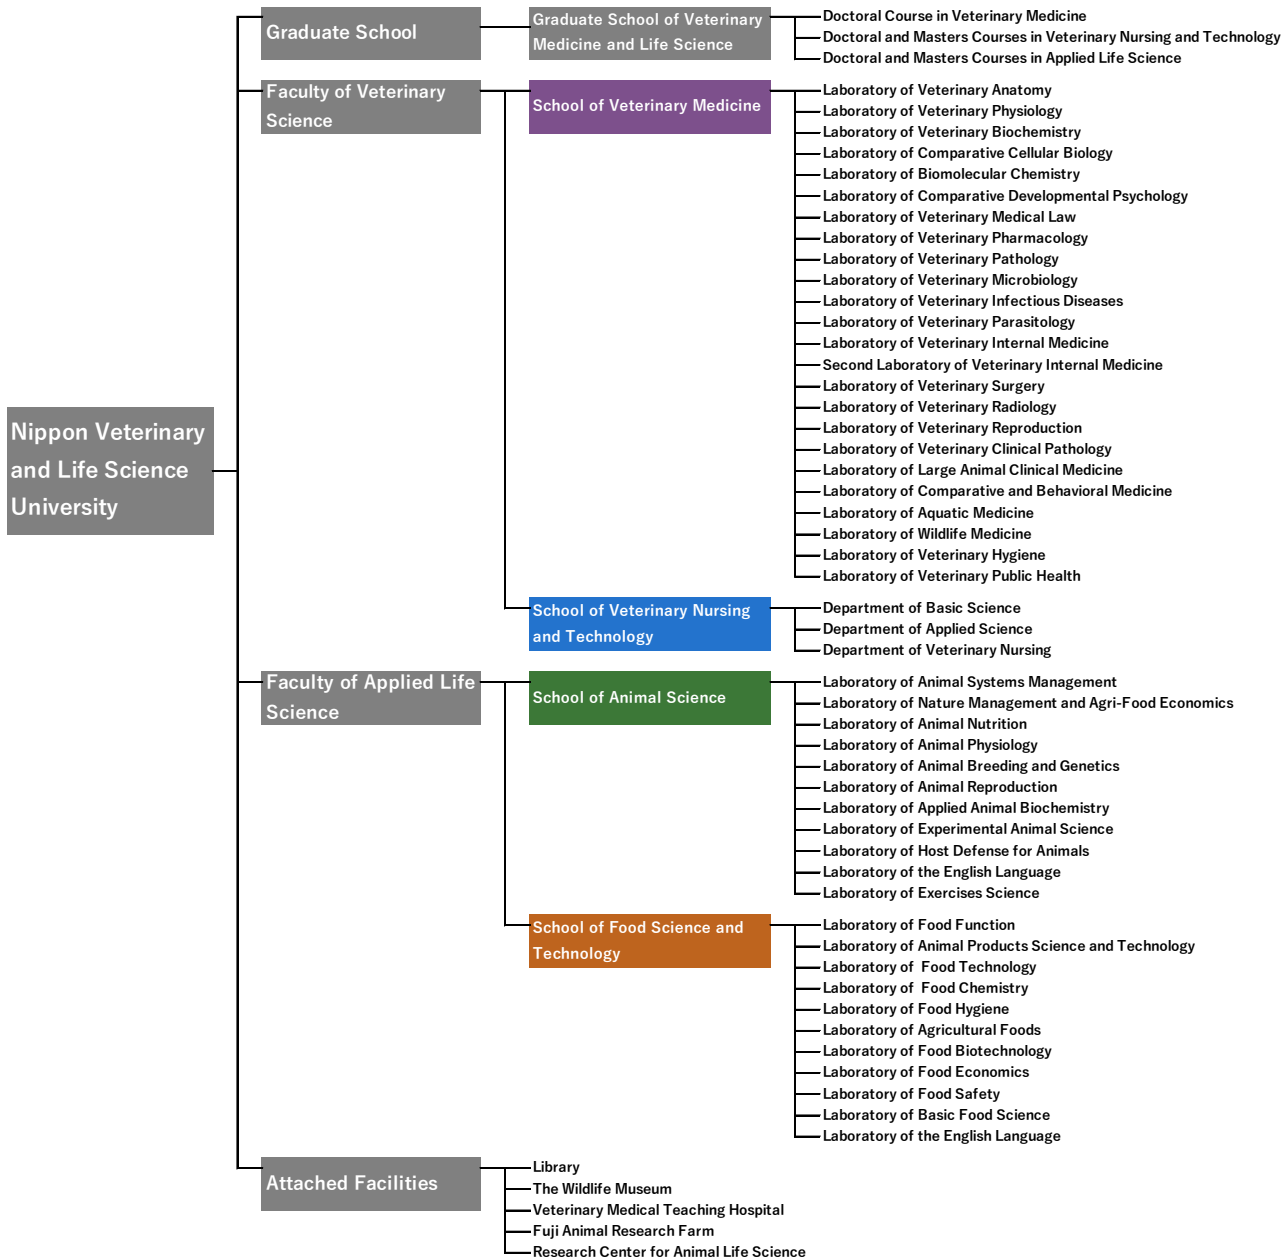 Nippon Veterinary
and Life Science
University
Graduate School
Graduate School of Veterinary
Medicine and Life Science
Doctoral Course in Veterinary Medicine
Doctoral and Masters Courses in Veterinary Nursing and Technology
Doctoral and Masters Courses in Applied Life Science
Faculty of Veterinary
Science
School of Veterinary Medicine
Laboratory of Veterinary Anatomy
Laboratory of Veterinary Physiology
Laboratory of Veterinary Biochemistry
Laboratory of Comparative Cellular Biology
Laboratory of Biomolecular Chemistry
Laboratory of Comparative Developmental Psychology
Laboratory of Veterinary Medical Law
Laboratory of Veterinary Pharmacology
Laboratory of Veterinary Pathology
Laboratory of Veterinary Microbiology
Laboratory of Veterinary Infectious Diseases
Laboratory of Veterinary Parasitology
Laboratory of Veterinary Internal Medicine
Second Laboratory of Veterinary Internal Medicine
Laboratory of Veterinary Surgery
Laboratory of Veterinary Radiology
Laboratory of Veterinary Reproduction
Laboratory of Veterinary Clinical Pathology
Laboratory of Large Animal Clinical Medicine
Laboratory of Comparative and Behavioral Medicine
Laboratory of Aquatic Medicine
Laboratory of Wildlife Medicine
Laboratory of Veterinary Hygiene
Laboratory of Veterinary Public Health
School of Veterinary Nursing
and Technology
Department of Basic Science
Department of Applied Science
Department of Veterinary Nursing
Faculty of Applied Life
Science
School of Animal Science
Laboratory of Animal Systems Management
Laboratory of Nature Management and Agri-Food Economics
Laboratory of Animal Nutrition
Laboratory of Animal Physiology
Laboratory of Animal Breeding and Genetics
Laboratory of Animal Reproduction
Laboratory of Applied Animal Biochemistry
Laboratory of Experimental Animal Science
Laboratory of Host Defense for Animals
Laboratory of the English Language
Laboratory of Exercises Science
School of Food Science and
Technology
Laboratory of Food Function
Laboratory of Animal Products Science and Technology
Laboratory of  Food Technology
Laboratory of  Food Chemistry
Laboratory of Food Hygiene
Laboratory of Agricultural Foods
Laboratory of Food Biotechnology
Laboratory of Food Economics
Laboratory of Food Safety
Laboratory of Basic Food Science
Laboratory of the English Language
Attached Facilities
Library
The Wildlife Museum
Veterinary Medical Teaching Hospital
Fuji Animal Research Farm
Research Center for Animal Life Science